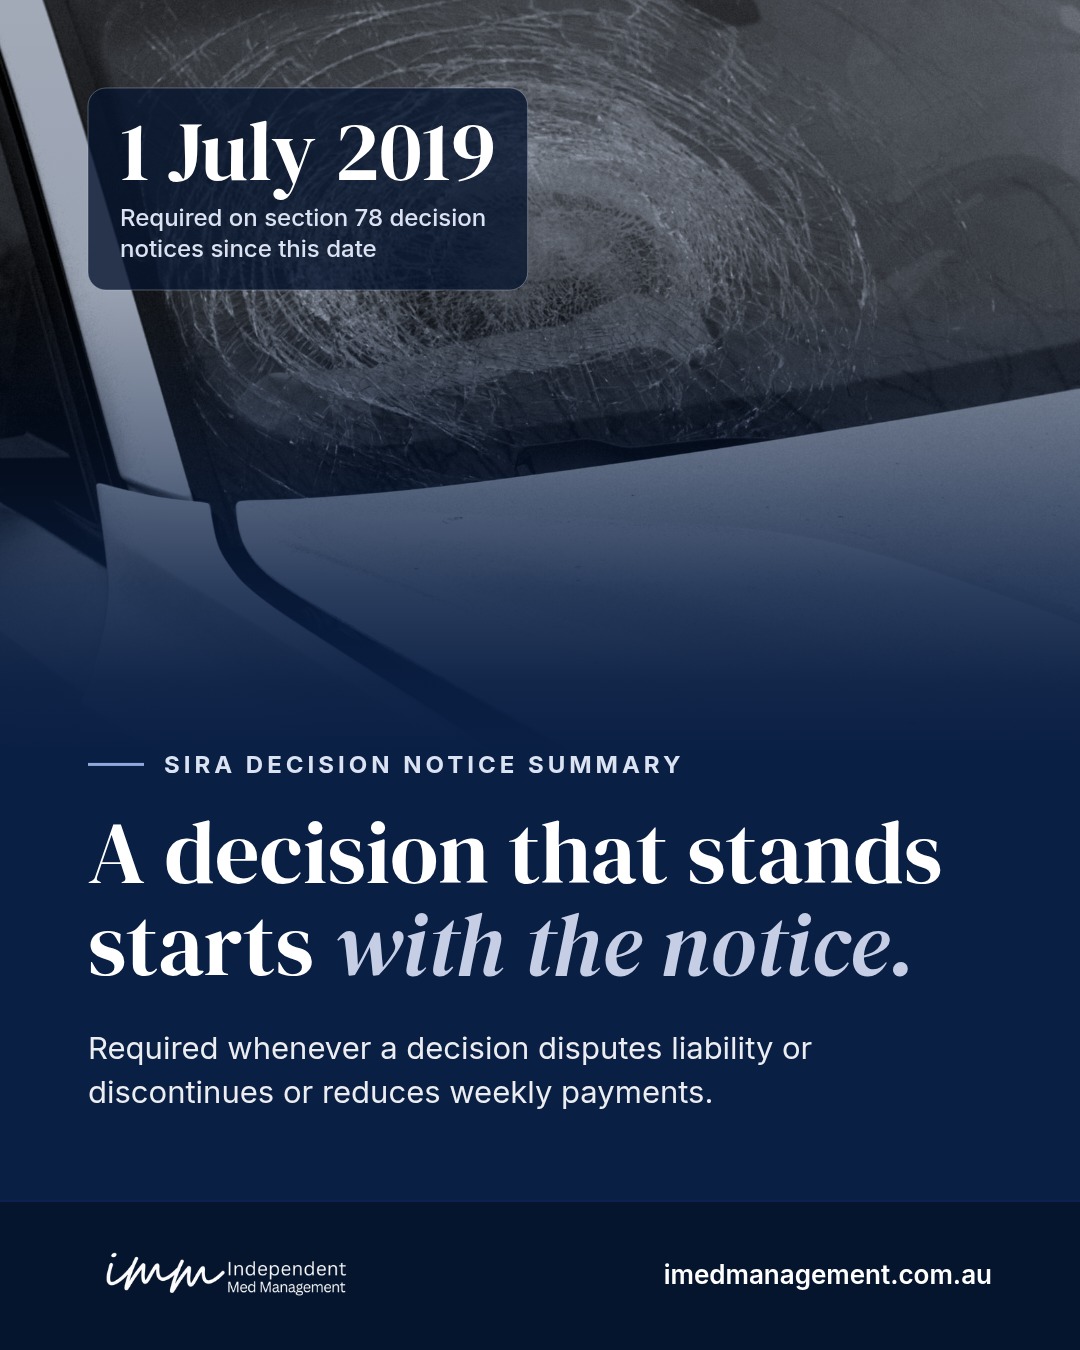 1 July 2019
Required on section 78 decision
notices since this date
SIRA DECISION NOTICE SUMMARY
A decision that stands
starts with the notice.
Required whenever a decision disputes liability or
discontinues or reduces weekly payments.
imm Independent
Med Management
imedmanagement.com.au